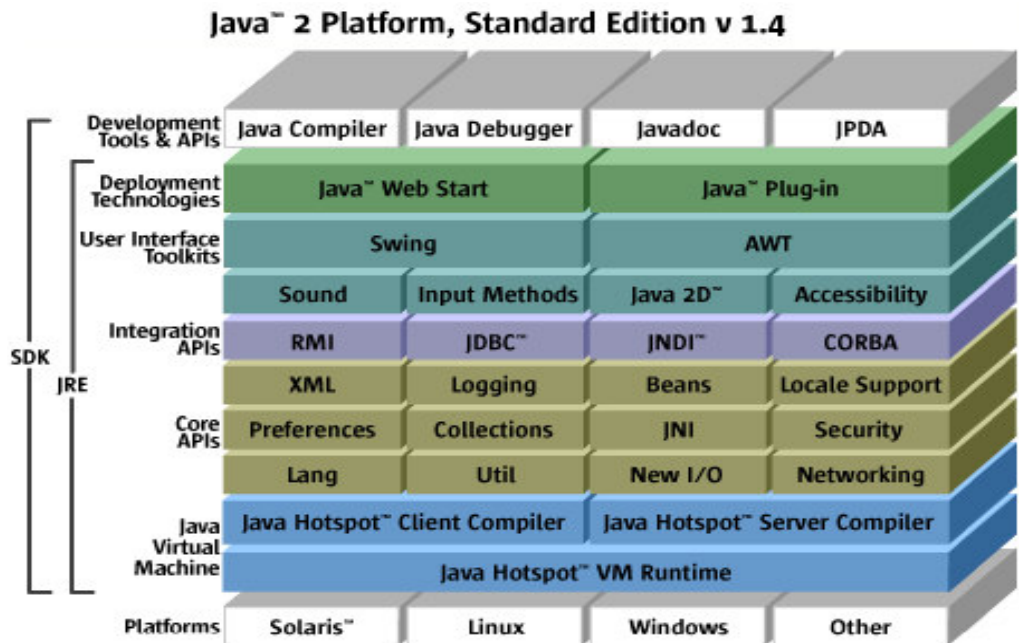 Java™ 2 Platform, Standard Edition v 1.4
Development
Tools & APIs
Java Compiler
Java Debugger
Javadoc
JPDA
Deployment
Technologies
Java™ Web Start
Java™ Plug-in
User Interface
Toolkits
Swing
AWT
Sound
Input Methods
Java 2D™
Accessibility
Integration
APIs
RMI
JDBC™
JNDI™
CORBA
SDK
JRE
XML
Logging
Beans
Locale Support
Core
APIs
Preferences
Collections
JNI
Security
Lang
Util
New I/O
Networking
Java
Virtual
Machine
Java Hotspot™ Client Compiler
Java Hotspot™ Server Compiler
Java Hotspot™ VM Runtime
Platforms
Solaris™
Linux
Windows
Other